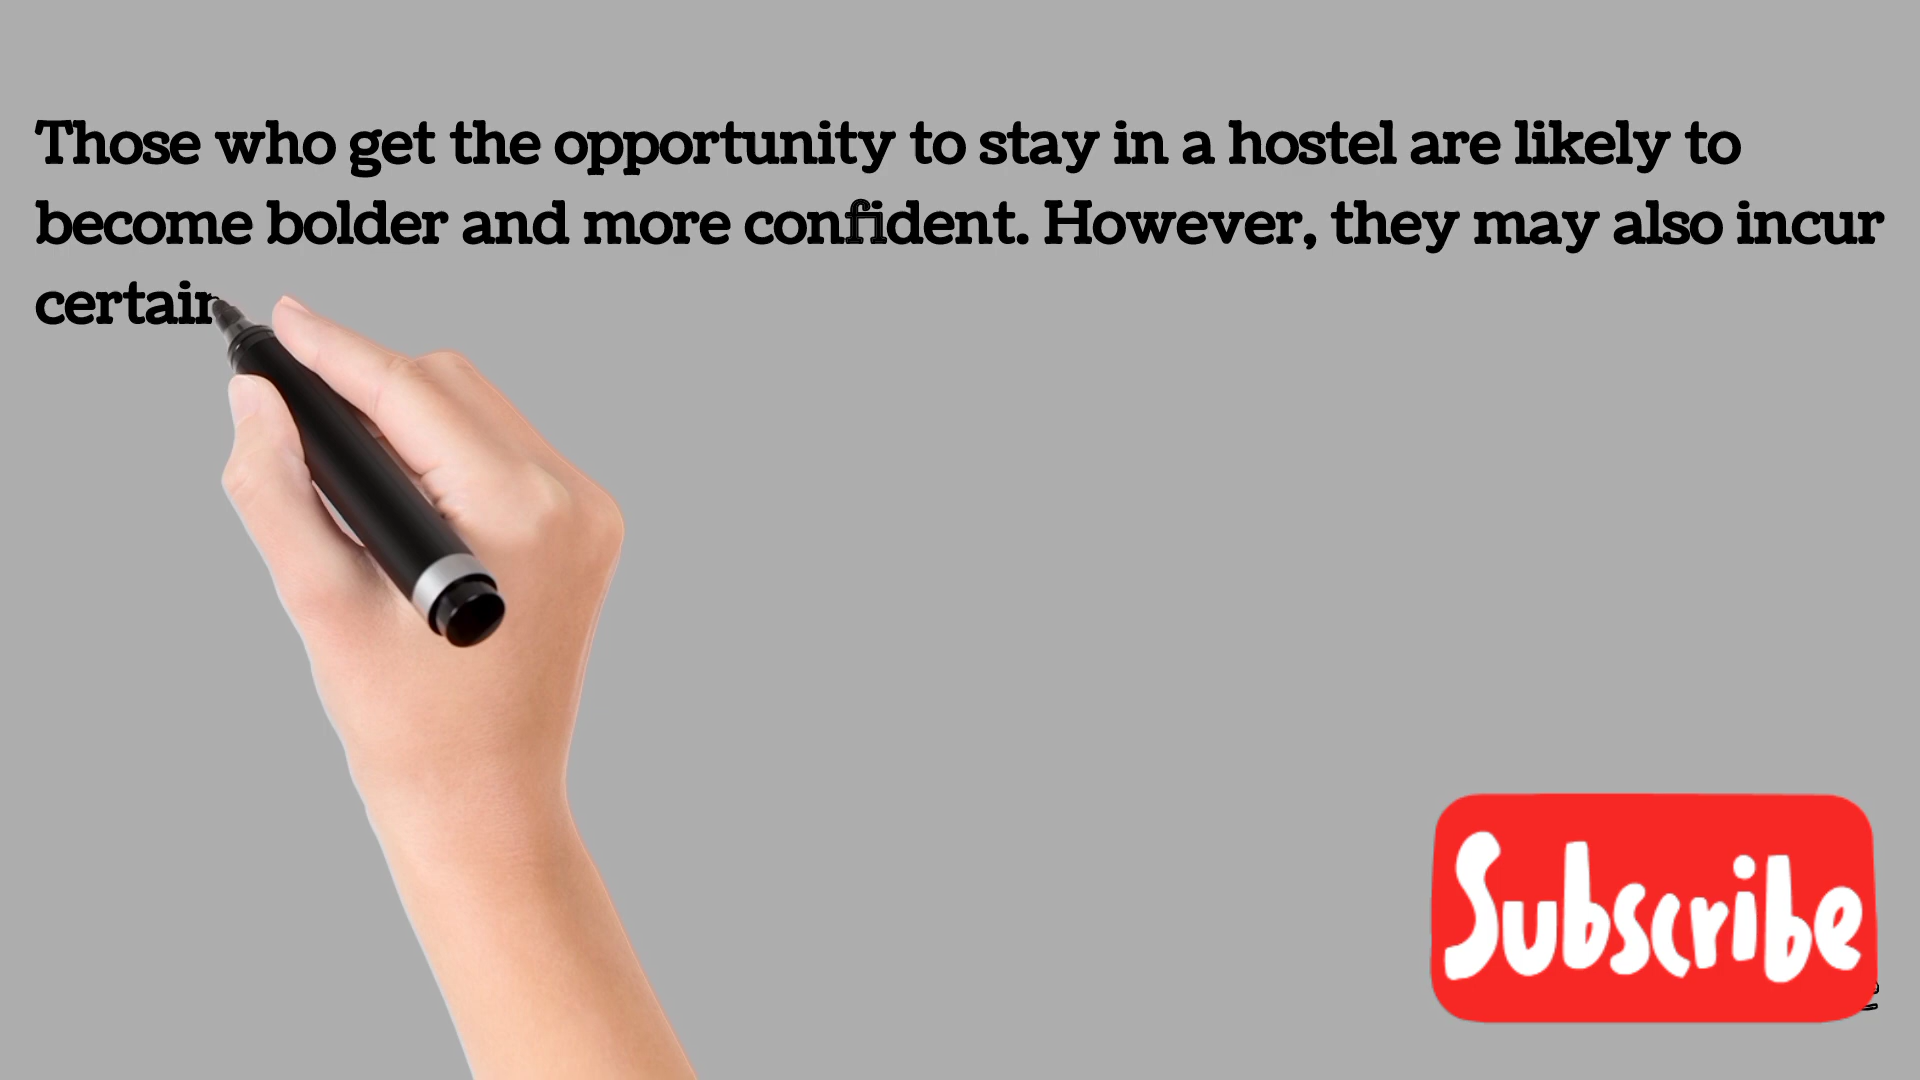 Those who get the opportunity to stay in a hostel are likely to
become bolder and more confident. However, they may also incur
certain
Subscribe